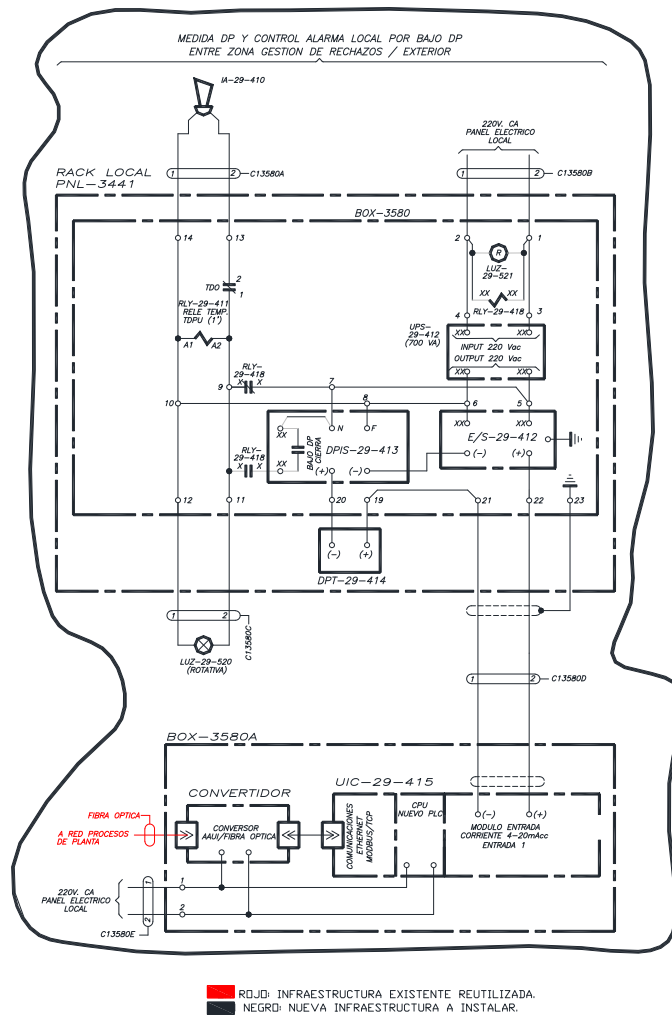 MEDIDA DP Y CONTROL ALARMA LOCAL POR BAJO DP
ENTRE ZONA GESTION DE RECHAZOS / EXTERIOR
IA-29-410
220V. CA
PANEL ELECTRICO
LOCAL
RACK LOCAL
PNL-3441
1 2 C13580A
1 2 C13580B
BOX-3580
14 13 2 1
R
LUZ-
29-521
TDO 2
1
XX XX
RLY-29-411
RELE TEMP.
TDPU (1')
4 RLY-29-418 3
UPS-
29-412
(700 VA)
XX XX
INPUT 220 Vac
OUTPUT 220 Vac
XX XX
A1 A2
RLY-
29-418
X X
9 7
10 8 6 5
XX N F
BAJO DP
CIERRA
DPIS-29-413
XX (+) (-)
RLY-
29-418
X X
XX XX
E/S-29-412
(-) (+)
12 11 20 19 21 22 23
(-) (+)
DPT-29-414
1 2
C13580C
LUZ-29-520
(ROTATIVA)
1 2 C13580D
BOX-3580A
CONVERTIDOR
UIC-29-415
FIBRA OPTICA
A RED PROCESOS
DE PLANTA
CONVERSOR
AAUI/FIBRA OPTICA
COMUNICACIONES
ETHERNET
MODBUS/TCP
CPU
NUEVO PLC
(-) (+)
MODULO ENTRADA
CORRIENTE 4-20mAcc
ENTRADA 1
220V. CA
PANEL ELECTRICO
LOCAL
1 1
2 2
C13580E
ROJO: INFRAESTRUCTURA EXISTENTE REUTILIZADA.
NEGRO: NUEVA INFRAESTRUCTURA A INSTALAR.